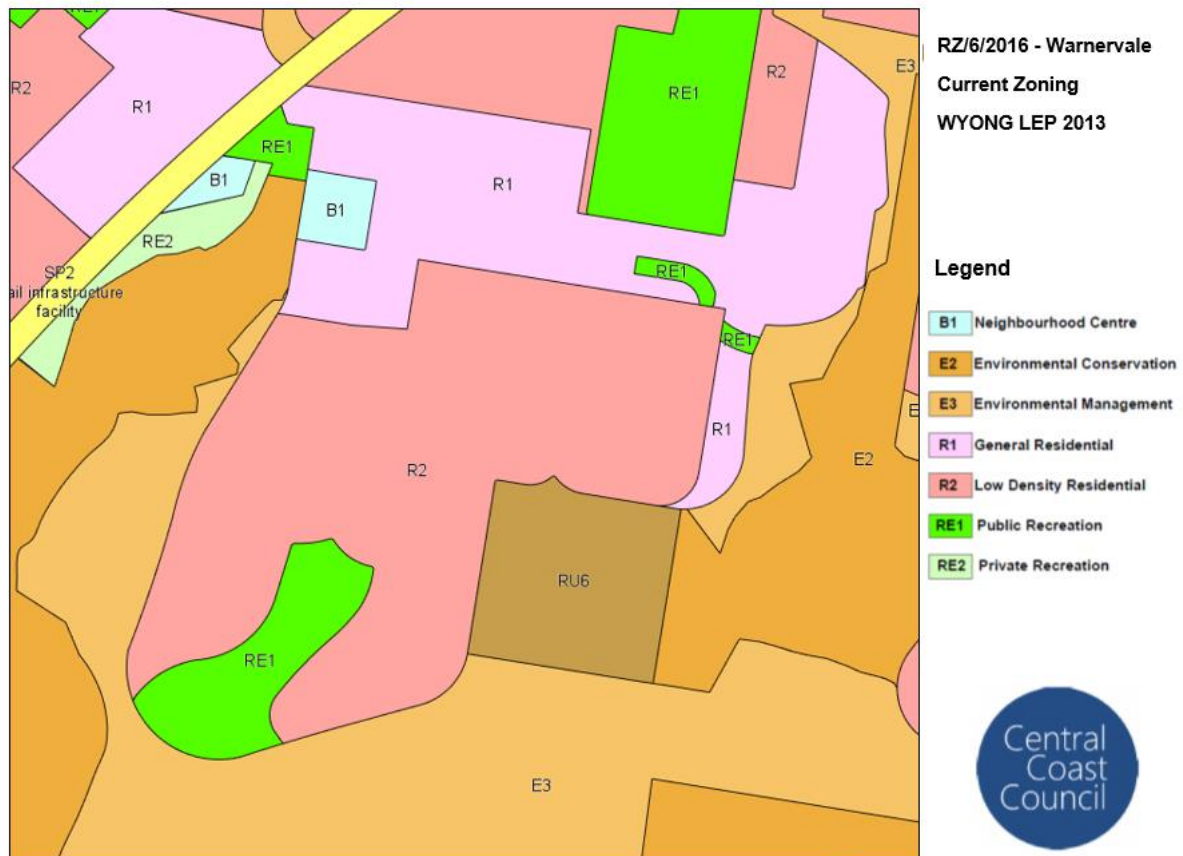 RE1
R2
R1
RE1
B1
RE2
SP2
ail infrastructure
facility
B1
R1
RE1
R2
E3
RE1
RE1
R1
R2
E2
E
RU6
RE1
E3
RZ/6/2016 - Warnervale
Current Zoning
WYONG LEP 2013
Legend
B1 Neighbourhood Centre
E2 Environmental Conservation
E3 Environmental Management
R1 General Residential
R2 Low Density Residential
RE1 Public Recreation
RE2 Private Recreation
Central
Coast
Council